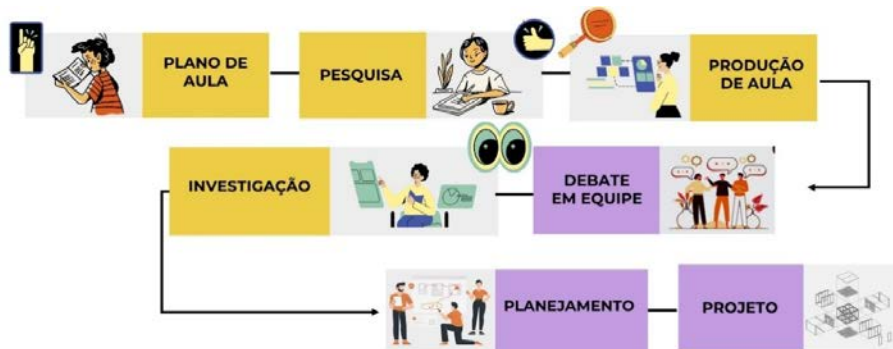 PLANO DE
AULA
PESQUISA
PRODUÇÃO
DE AULA
DEBATE
EM EQUIPE
INVESTIGAÇÃO
PLANEJAMENTO
PROJETO